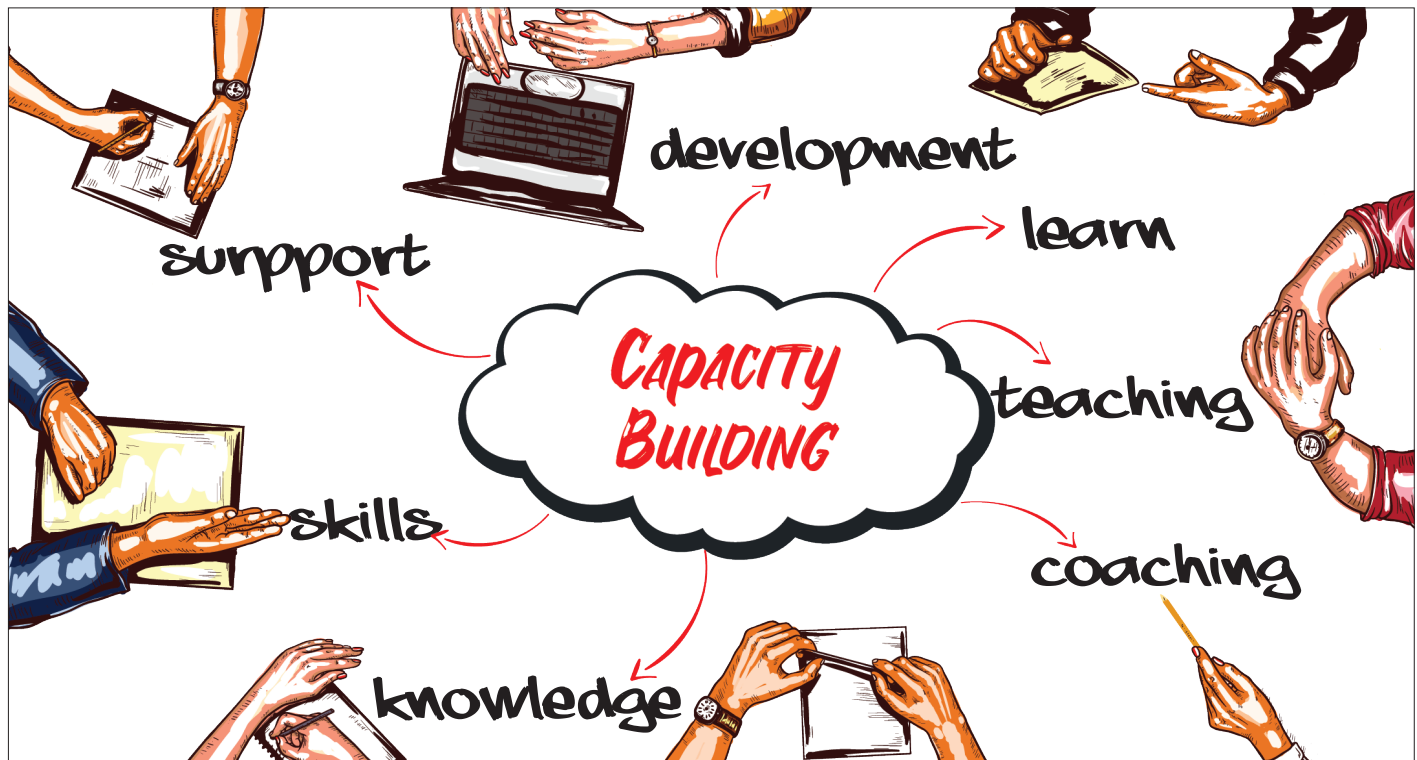 development
learn
surpport
CAPACITY
BUILDING
teaching
skills
coaching
knowledge